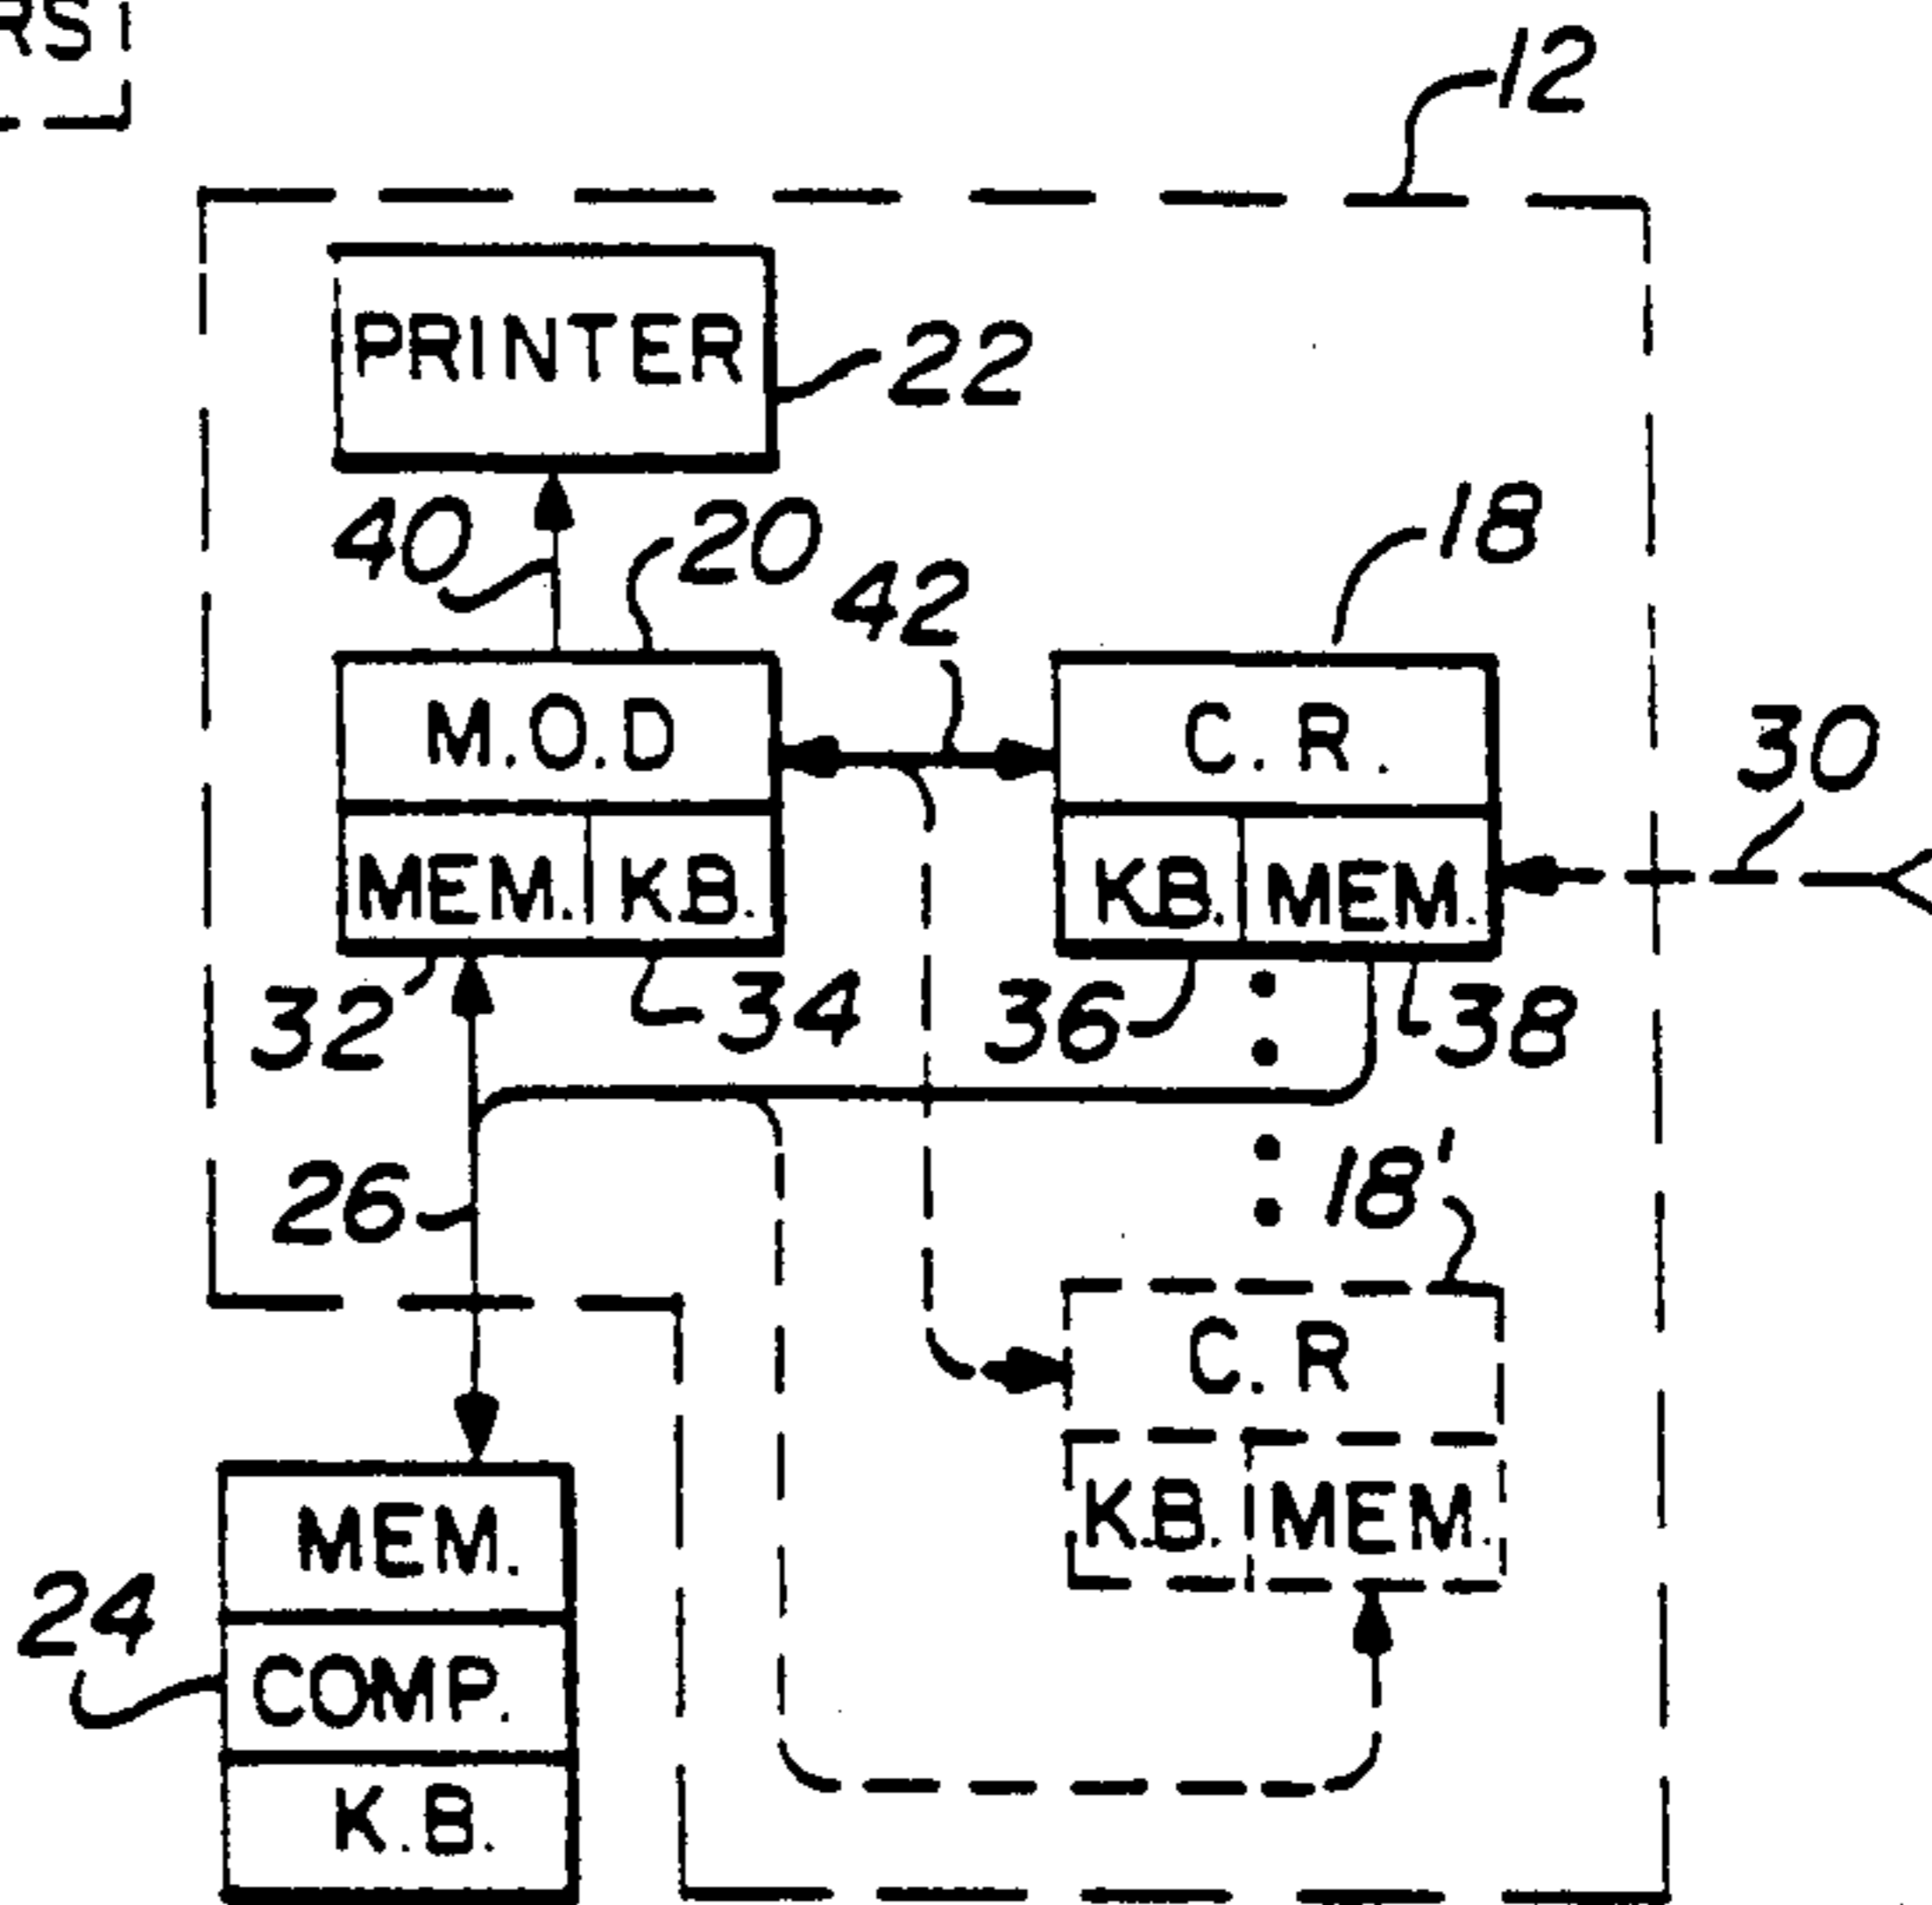 RS
12
PRINTER
22
40
20
42
18
M.O.D
C.R.
30
MEM. K.B.
K.B. MEM.
32
34
36
38
26
18'
C.R
K.B. MEM.
MEM.
24
COMP.
K.B.